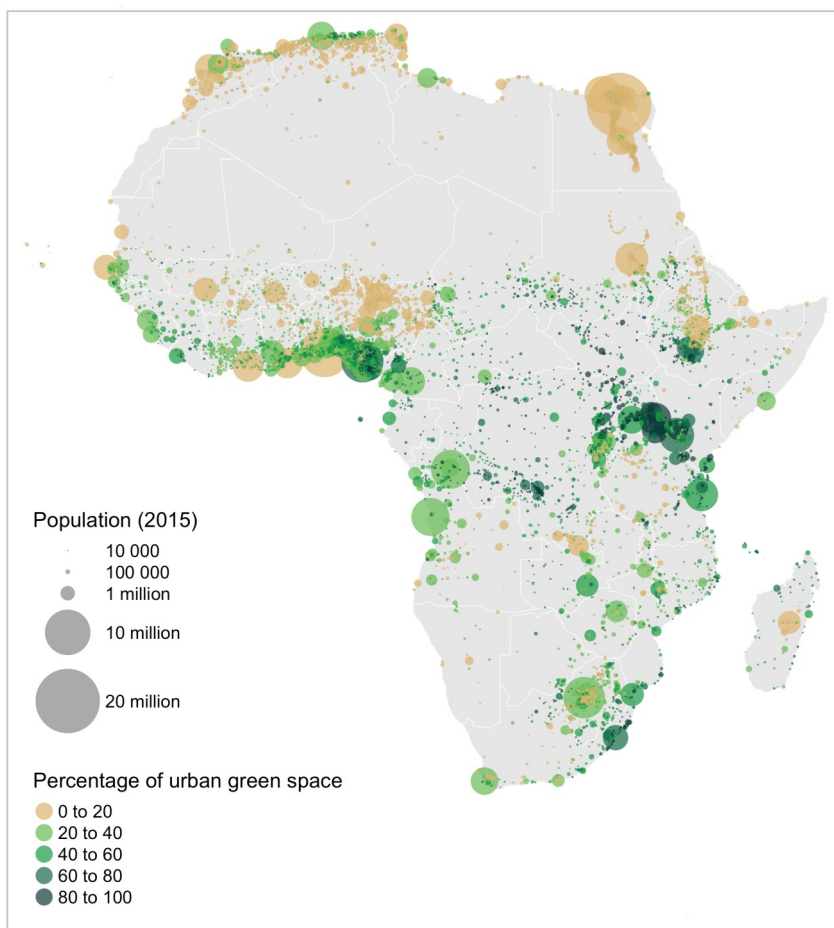 Population (2015)
10 000
100 000
1 million
10 million
20 million
Percentage of urban green space
0 to 20
20 to 40
40 to 60
60 to 80
80 to 100